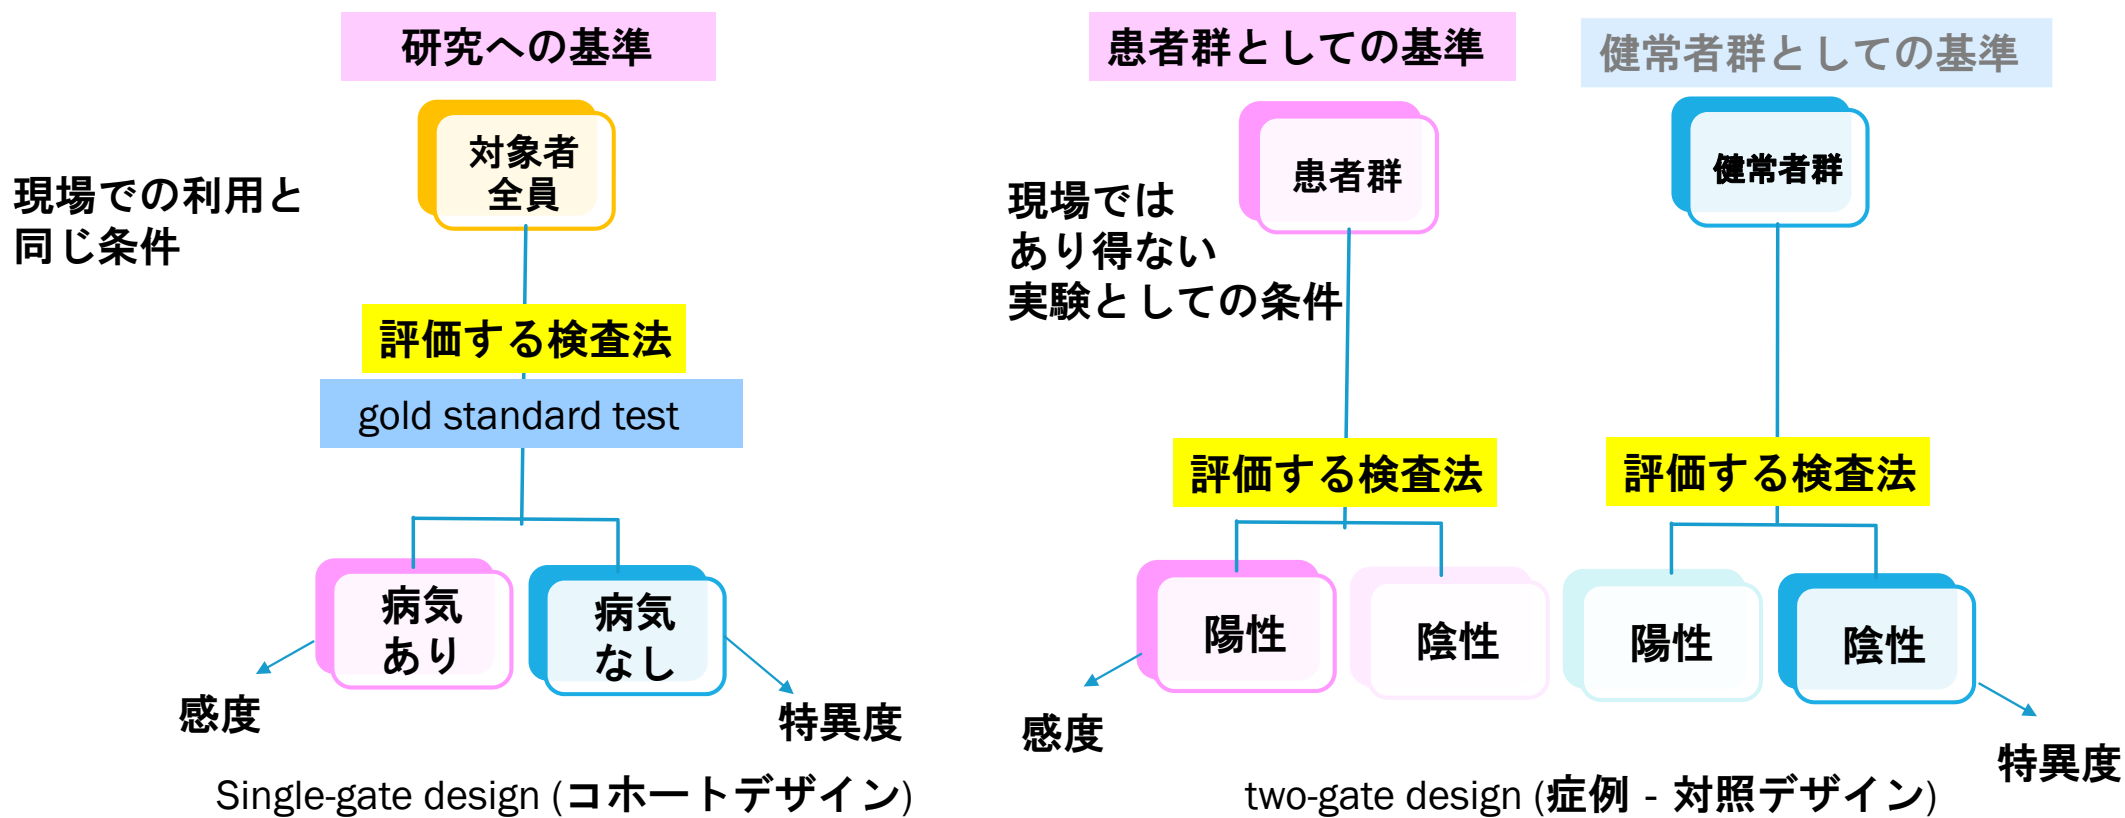 研究への基準
対象者
全員
現場での利用と
同じ条件
評価する検査法
gold standard test
病気
あり
病気
なし
感度
特異度
Single-gate design (コホートデザイン)
患者群としての基準
健常者群としての基準
患者群
健常者群
現場では
あり得ない
実験としての条件
評価する検査法
評価する検査法
陽性
陰性
陽性
陰性
感度
特異度
two-gate design (症例 - 対照デザイン)